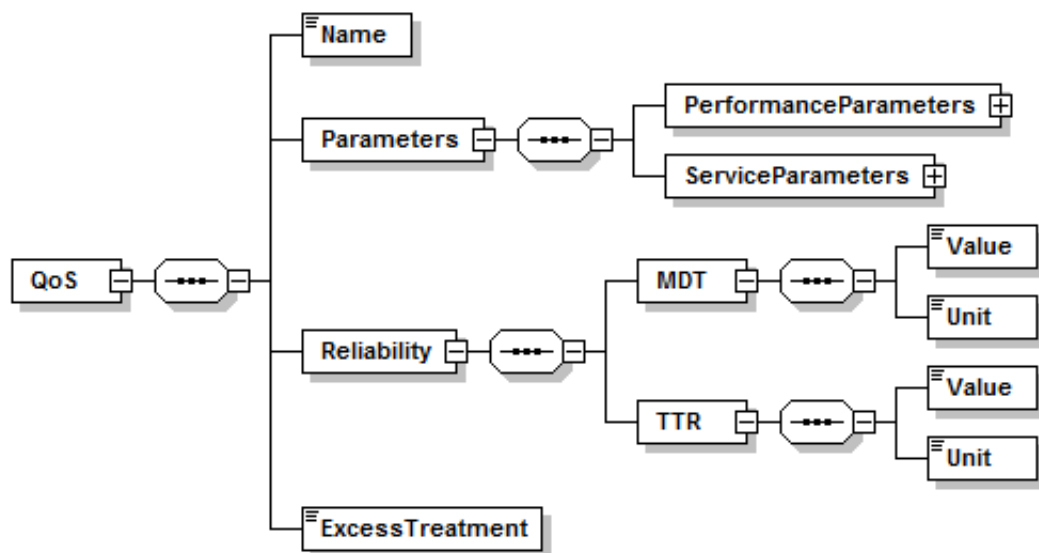 Name
Parameters
PerformanceParameters
ServiceParameters
QoS
Reliability
MDT
Value
Unit
TTR
Value
Unit
ExcessTreatment